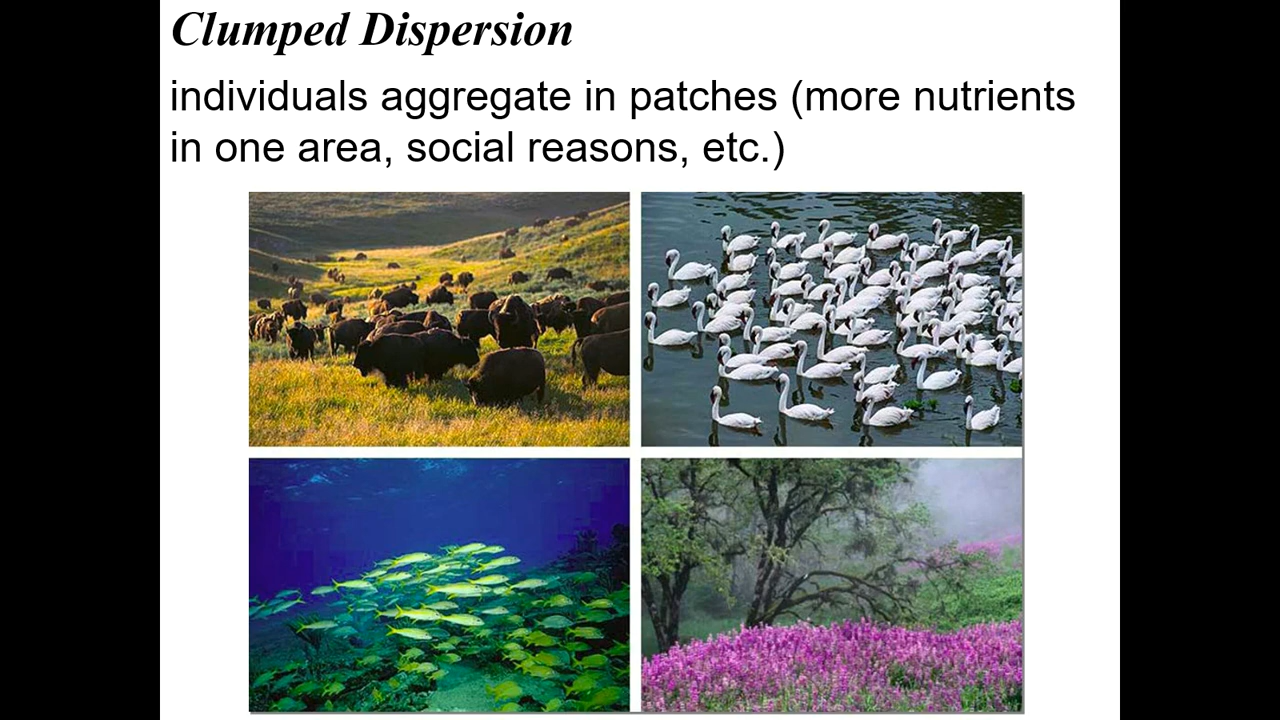 Clumped Dispersion
individuals aggregate in patches (more nutrients
in one area, social reasons, etc.)